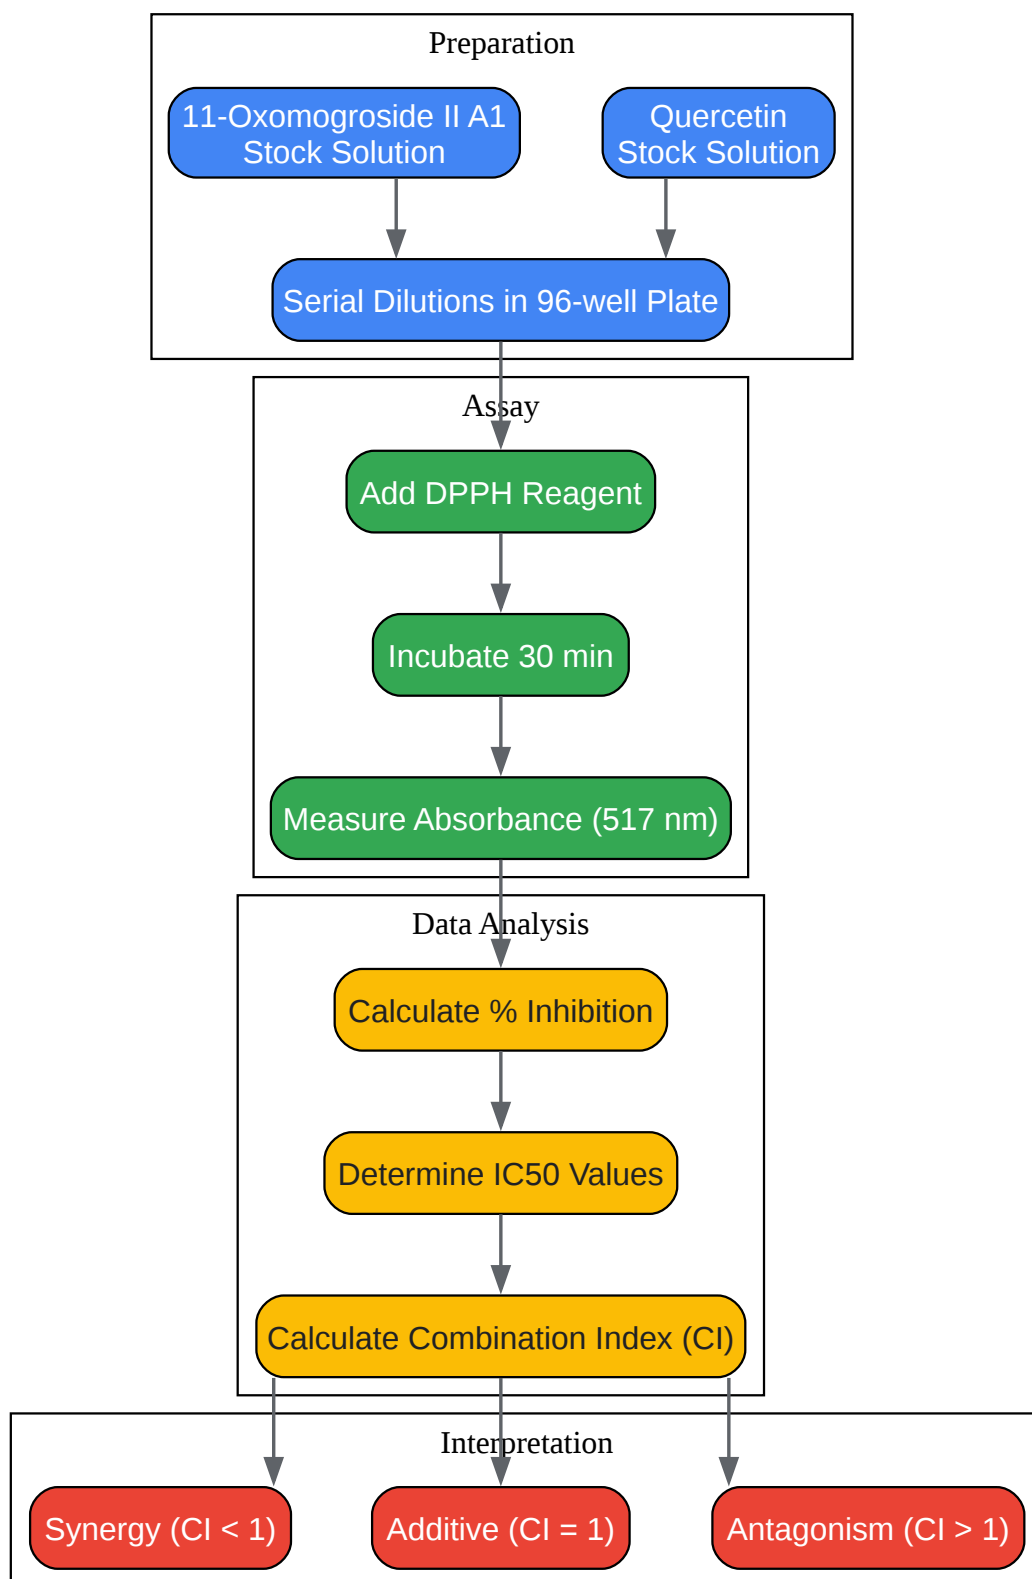 Preparation
11-Oxomogroside II A1
Stock Solution
Quercetin
Stock Solution
Serial Dilutions in 96-well Plate
Assay
Add DPPH Reagent
Incubate 30 min
Measure Absorbance (517 nm)
Data Analysis
Calculate % Inhibition
Determine IC50 Values
Calculate Combination Index (CI)
Interpretation
Synergy (CI < 1)
Additive (CI = 1)
Antagonism (CI > 1)